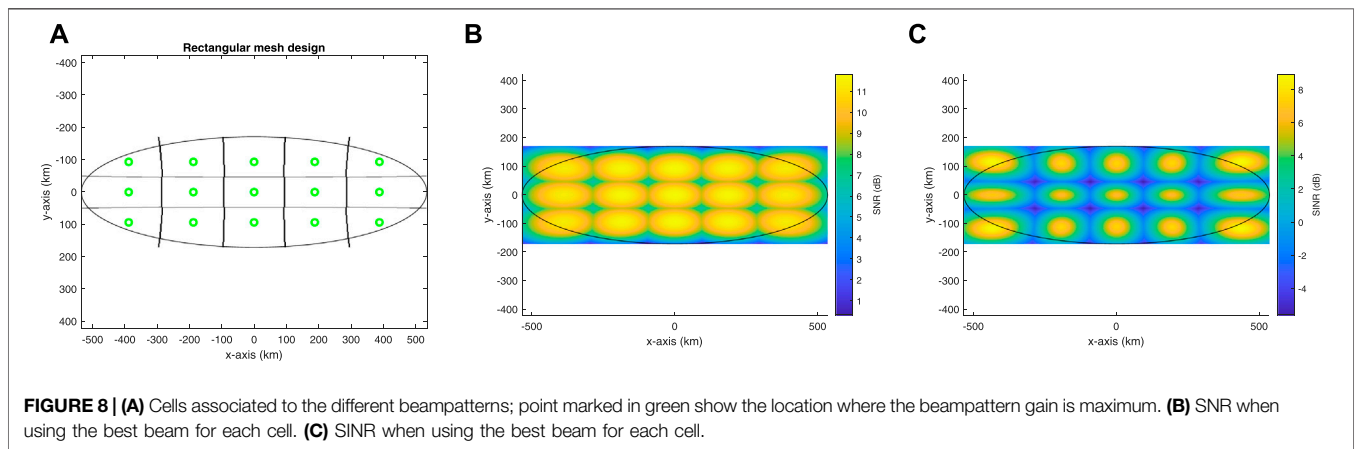 A
Rectangular mesh design
-400
-300
-200
-100
0
100
200
300
400
y-axis (km)
-500 -400 -300 -200 -100 0 100 200 300 400 500
x-axis (km)
B
400
300
200
100
0
-100
-200
-300
-400
y-axis (km)
-500 0 500
x-axis (km)
11
10
9
8
7
6
5
4
3
2
1
SNR (dB)
C
400
300
200
100
0
-100
-200
-300
-400
y-axis (km)
-500 0 500
x-axis (km)
8
6
4
2
0
-2
-4
SINR (dB)
FIGURE 8 | (A) Cells associated to the different beampatterns; point marked in green show the location where the beampattern gain is maximum. (B) SNR when
using the best beam for each cell. (C) SINR when using the best beam for each cell.